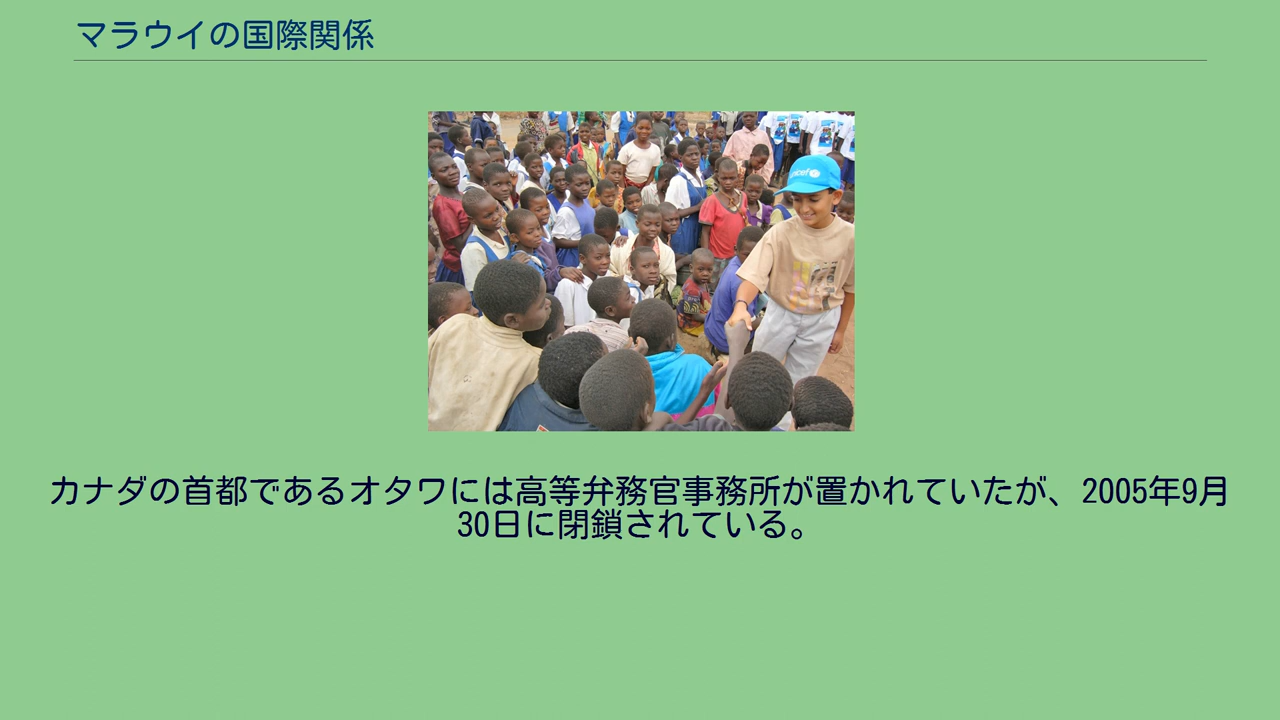 マラウイの国際関係
unicef
カナダの首都であるオタワには高等弁務官事務所が置かれていたが、2005年9月
30日に閉鎖されている。